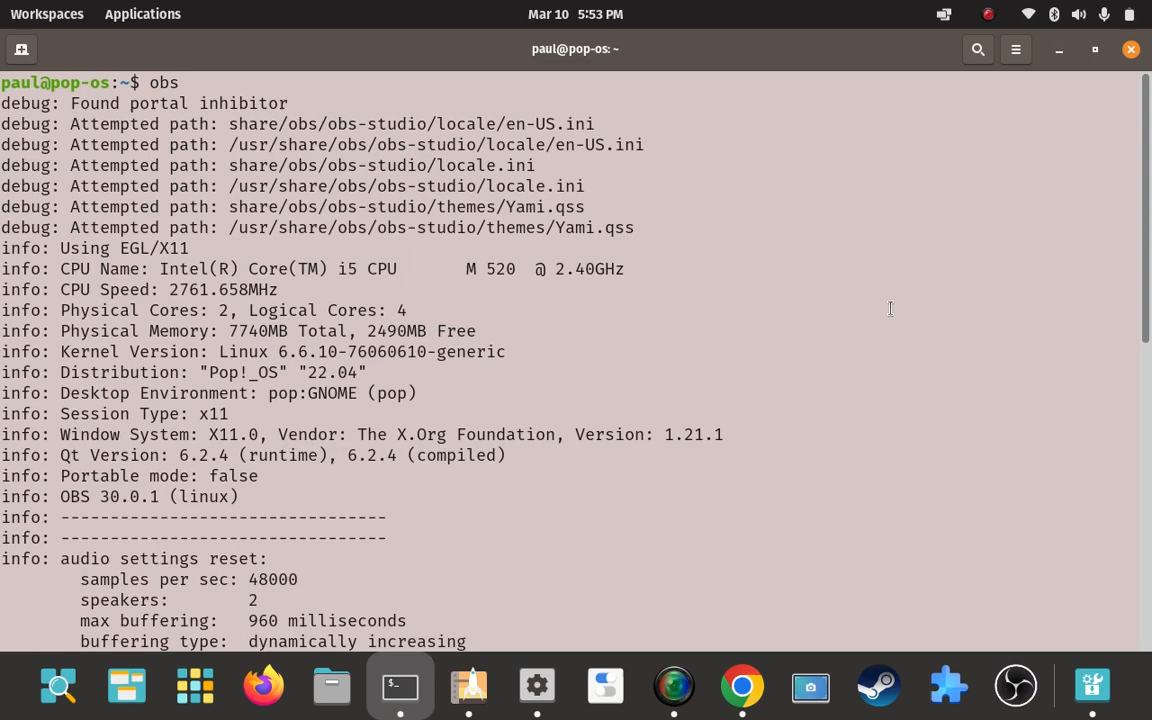 Workspaces Applications Mar 10 5:53 PM
paul@pop-os: ~
paul@pop-os:~$ obs
debug: Found portal inhibitor
debug: Attempted path: share/obs/obs-studio/locale/en-US.ini
debug: Attempted path: /usr/share/obs/obs-studio/locale/en-US.ini
debug: Attempted path: share/obs/obs-studio/locale.ini
debug: Attempted path: /usr/share/obs/obs-studio/locale.ini
debug: Attempted path: share/obs/obs-studio/themes/Yami.qss
debug: Attempted path: /usr/share/obs/obs-studio/themes/Yami.qss
info: Using EGL/X11
info: CPU Name: Intel(R) Core(TM) i5 CPU       M 520  @ 2.40GHz
info: CPU Speed: 2761.658MHz
info: Physical Cores: 2, Logical Cores: 4
info: Physical Memory: 7740MB Total, 2490MB Free
info: Kernel Version: Linux 6.6.10-76060610-generic
info: Distribution: "Pop!_OS" "22.04"
info: Desktop Environment: pop:GNOME (pop)
info: Session Type: x11
info: Window System: X11.0, Vendor: The X.Org Foundation, Version: 1.21.1
info: Qt Version: 6.2.4 (runtime), 6.2.4 (compiled)
info: Portable mode: false
info: OBS 30.0.1 (linux)
info: ---------------------------------
info: ---------------------------------
info: audio settings reset:
        samples per sec: 48000
        speakers:        2
        max buffering:   960 milliseconds
        buffering type:  dynamically increasing
$_